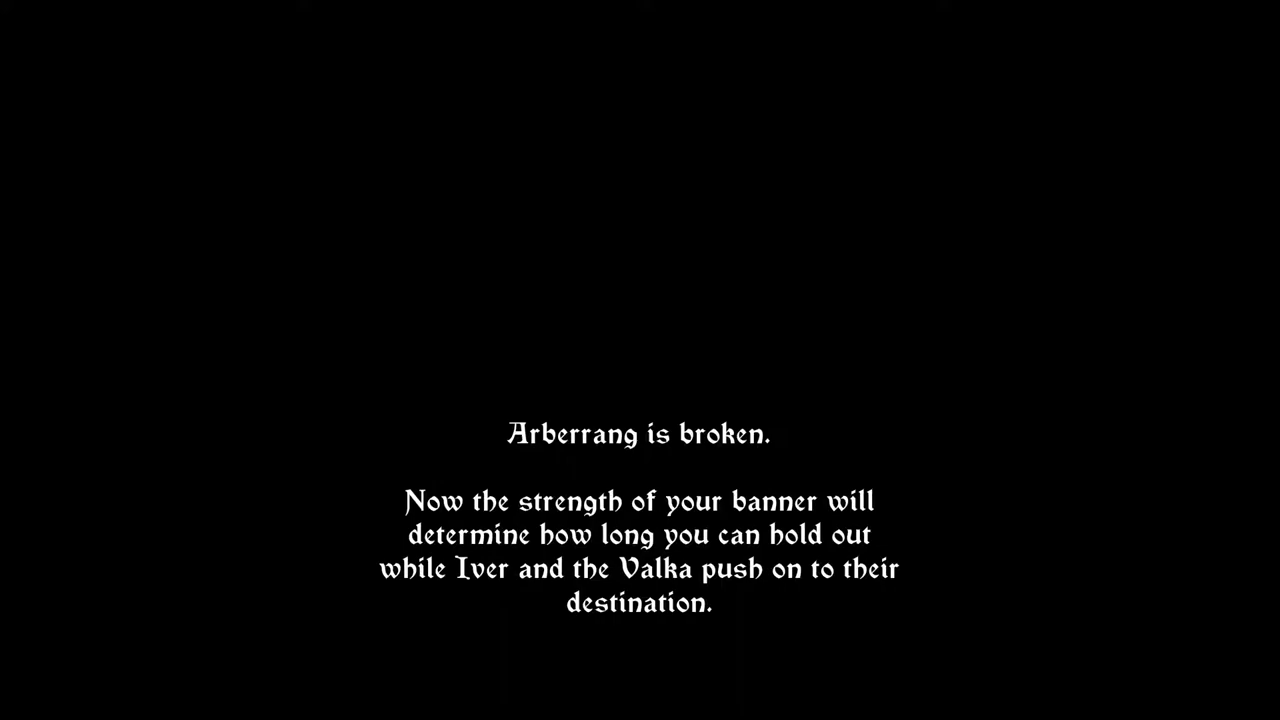 Arberrang is broken.
Now the strength of your banner will
determine how long you can hold out
while Iver and the Valka push on to their
destination.